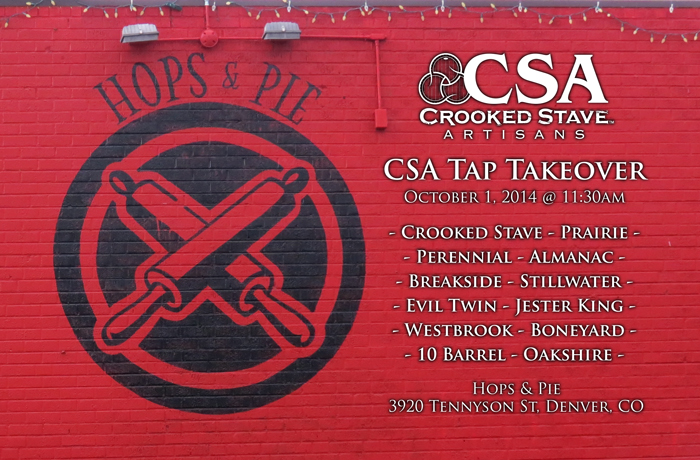 HOPS & PIE
CSA
CROOKED STAVE
ARTISANS
CSA TAP TAKEOVER
OCTOBER 1, 2014 @ 11:30AM
- CROOKED STAVE - PRAIRIE -
- PERENNIAL - ALMANAC -
- BREAKSIDE - STILLWATER -
- EVIL TWIN - JESTER KING -
- WESTBROOK - BONEYARD -
- 10 BARREL - OAKSHIRE -
HOPS & PIE
3920 TENNYSON ST, DENVER, CO